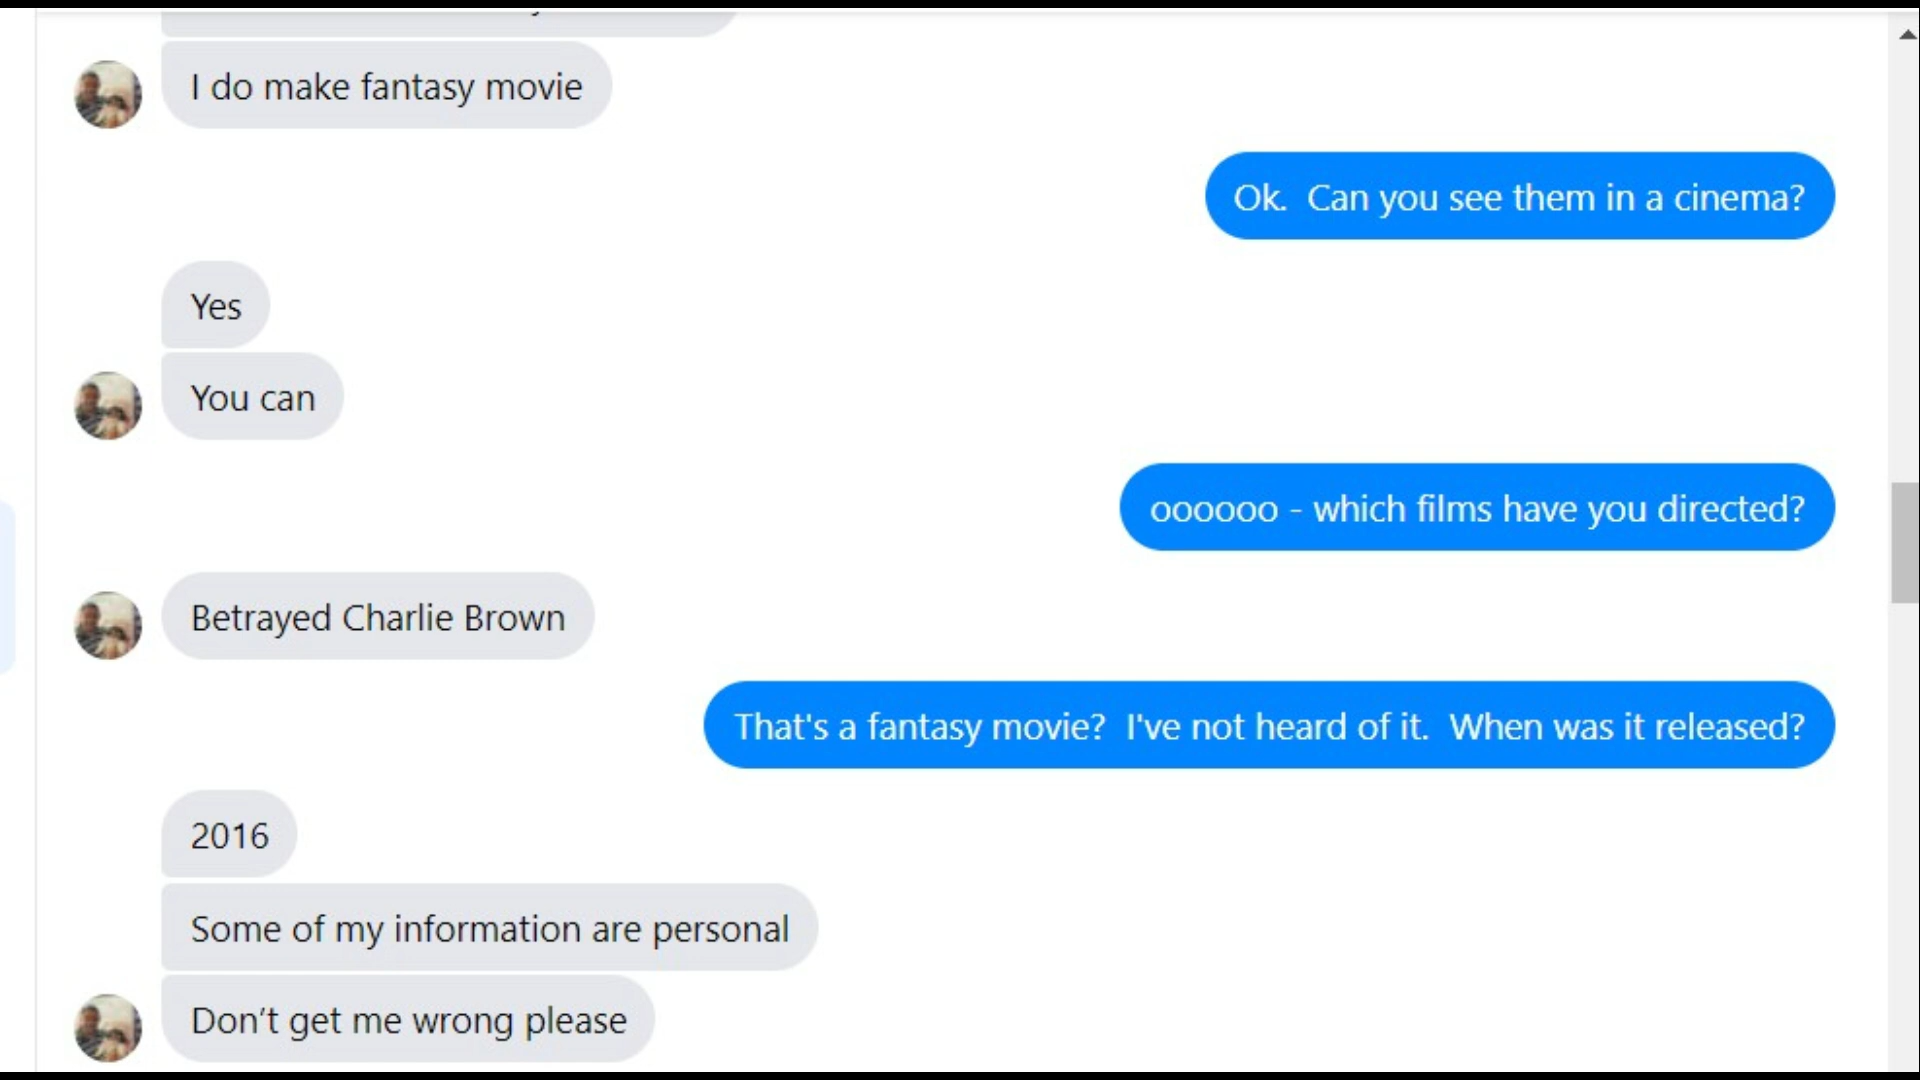 I do make fantasy movie
Ok.  Can you see them in a cinema?
Yes
You can
oooooo - which films have you directed?
Betrayed Charlie Brown
That's a fantasy movie?  I've not heard of it.  When was it released?
2016
Some of my information are personal
Don’t get me wrong please